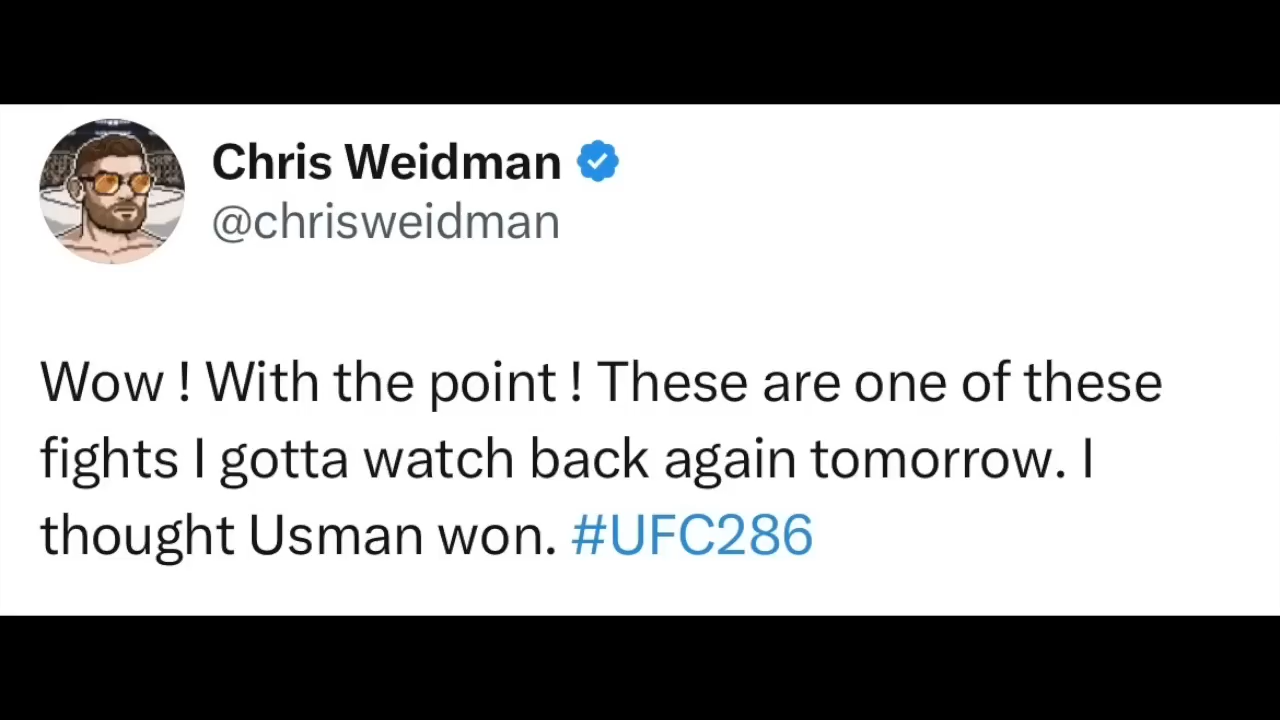 Chris Weidman
@chrisweidman
Wow ! With the point ! These are one of these
fights I gotta watch back again tomorrow. I
thought Usman won. #UFC286